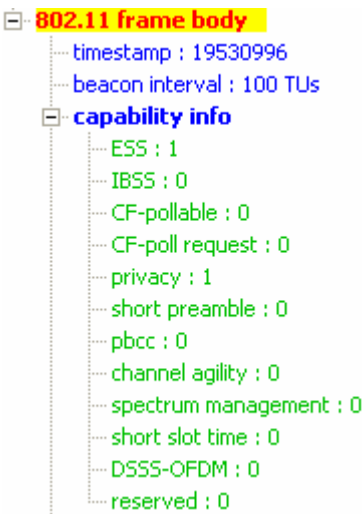 802.11 frame body
timestamp : 19530996
beacon interval : 100 TUs
capability info
ESS : 1
IBSS : 0
CF-pollable : 0
CF-poll request : 0
privacy : 1
short preamble : 0
pbcc : 0
channel agility : 0
spectrum management : 0
short slot time : 0
DSSS-OFDM : 0
reserved : 0